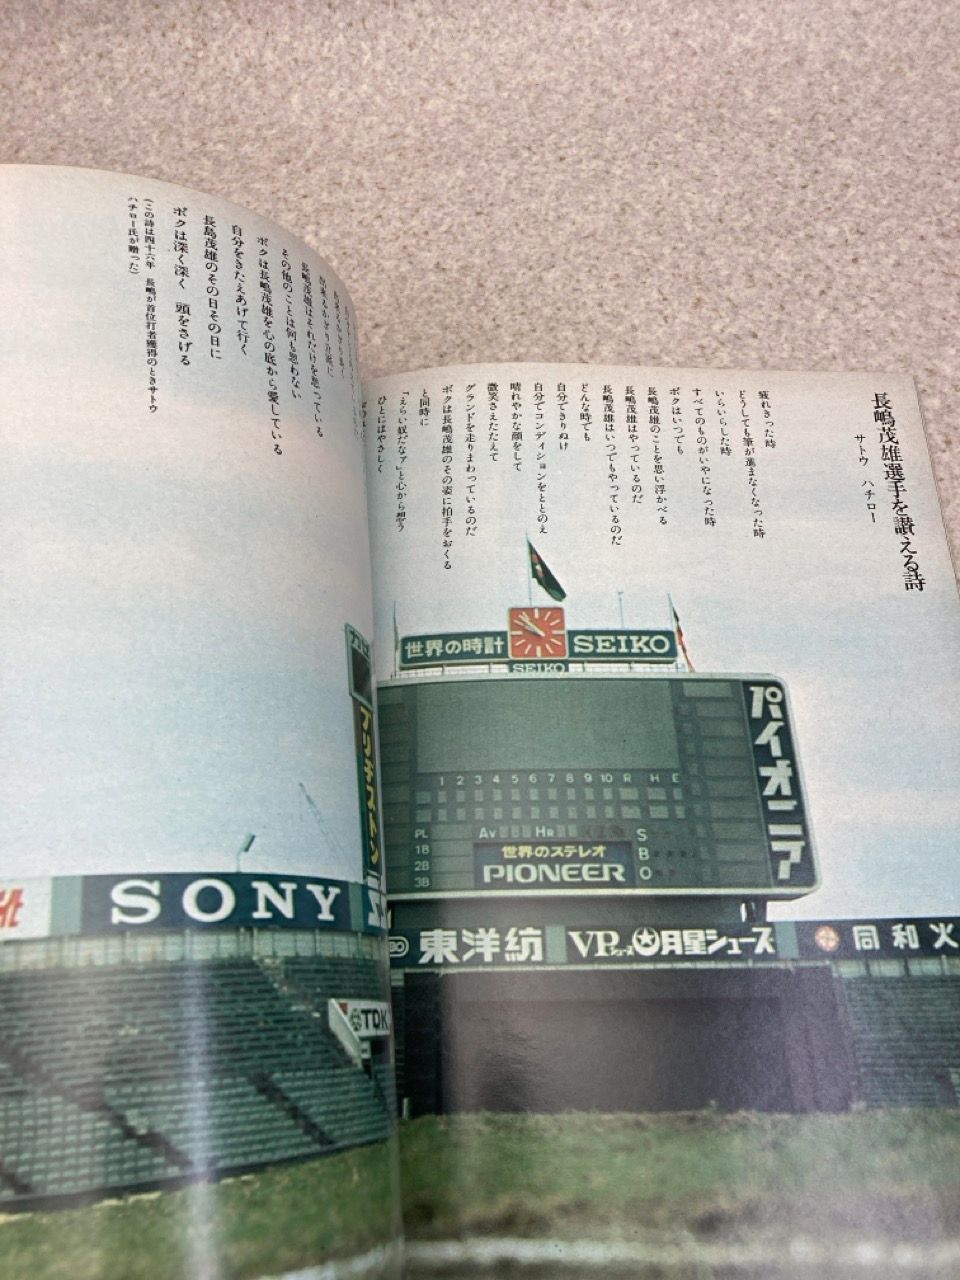 長嶋茂雄選手を讃える詩
サトウ ハチロー
疲れきった時
どうしても筆が進まなくなった時
いらいらした時
すべてのものがいやになった時
ボクはいつでも
長嶋茂雄のことを思い浮かべる
長嶋茂雄はやっているのだ
長嶋茂雄はいつでもやっているのだ
どんな時でも
自分できりぬけ
自分でコンディションをととのえ
晴れやかな顔をして
微笑さえたたえて
グランドを走りまわっているのだ
ボクは長嶋茂雄のその姿に拍手をおくる
と同時に
「えらい奴だなァ」と心から想う
ひとにはやさしく
長嶋茂雄はそれだけを思っている
その他のことは何も思わない
ボクは長嶋茂雄を心の底から愛している
自分をきたえあげて行く
長島茂雄のその日その日に
ボクは深く深く 頭をさげる
(この詩は四十六年 長嶋が首位打者獲得のときサトウ
ハチロー氏が贈った)
世界の時計
SEIKO
SEIKO
パイオニア
1 2 3 4 5 6 7 8 9 10 R H E
PL AV HR S
1B B
2B O
3B
世界のステレオ
PIONEER
ブリヂストン
SONY
東洋紡
VPシューズ 月星シューズ
同和火
TDK